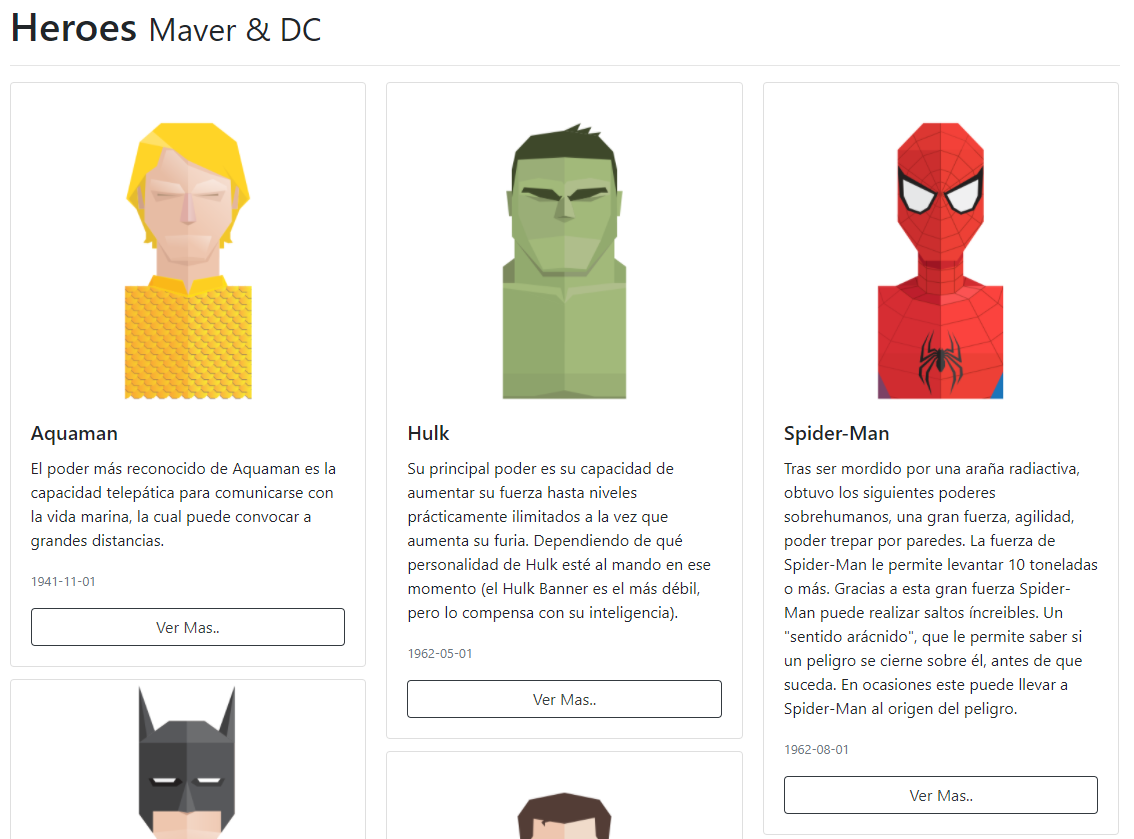 Heroes Maver & DC
Aquaman
El poder más reconocido de Aquaman es la
capacidad telepática para comunicarse con
la vida marina, la cual puede convocar a
grandes distancias.
1941-11-01
Ver Mas..
Hulk
Su principal poder es su capacidad de
aumentar su fuerza hasta niveles
prácticamente ilimitados a la vez que
aumenta su furia. Dependiendo de qué
personalidad de Hulk esté al mando en ese
momento (el Hulk Banner es el más débil,
pero lo compensa con su inteligencia).
1962-05-01
Ver Mas..
Spider-Man
Tras ser mordido por una araña radiactiva,
obtuvo los siguientes poderes
sobrehumanos, una gran fuerza, agilidad,
poder trepar por paredes. La fuerza de
Spider-Man le permite levantar 10 toneladas
o más. Gracias a esta gran fuerza Spider-
Man puede realizar saltos íncreibles. Un
"sentido arácnido", que le permite saber si
un peligro se cierne sobre él, antes de que
suceda. En ocasiones este puede llevar a
Spider-Man al origen del peligro.
1962-08-01
Ver Mas..